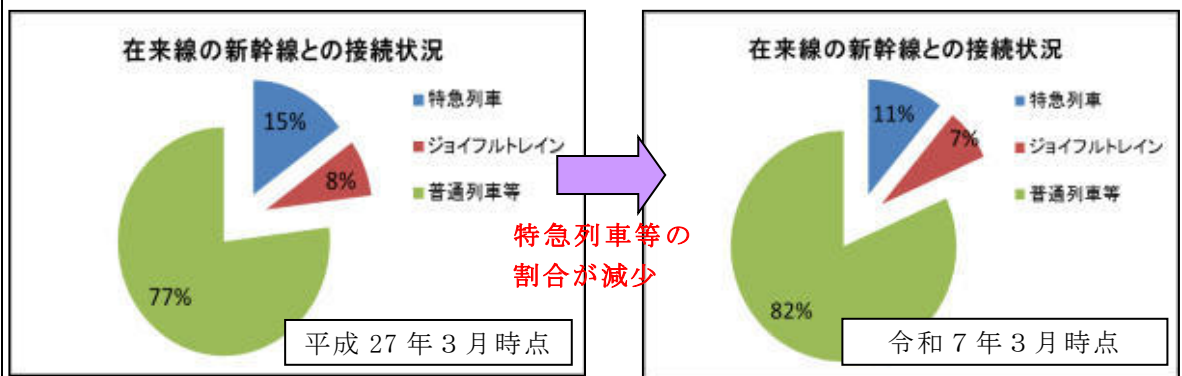 在来線の新幹線との接続状況
15%
8%
77%
特急列車
ジョイフルトレイン
普通列車等
平成 27 年３月時点
特急列車等の
割合が減少
在来線の新幹線との接続状況
11%
7%
82%
特急列車
ジョイフルトレイン
普通列車等
令和７年３月時点